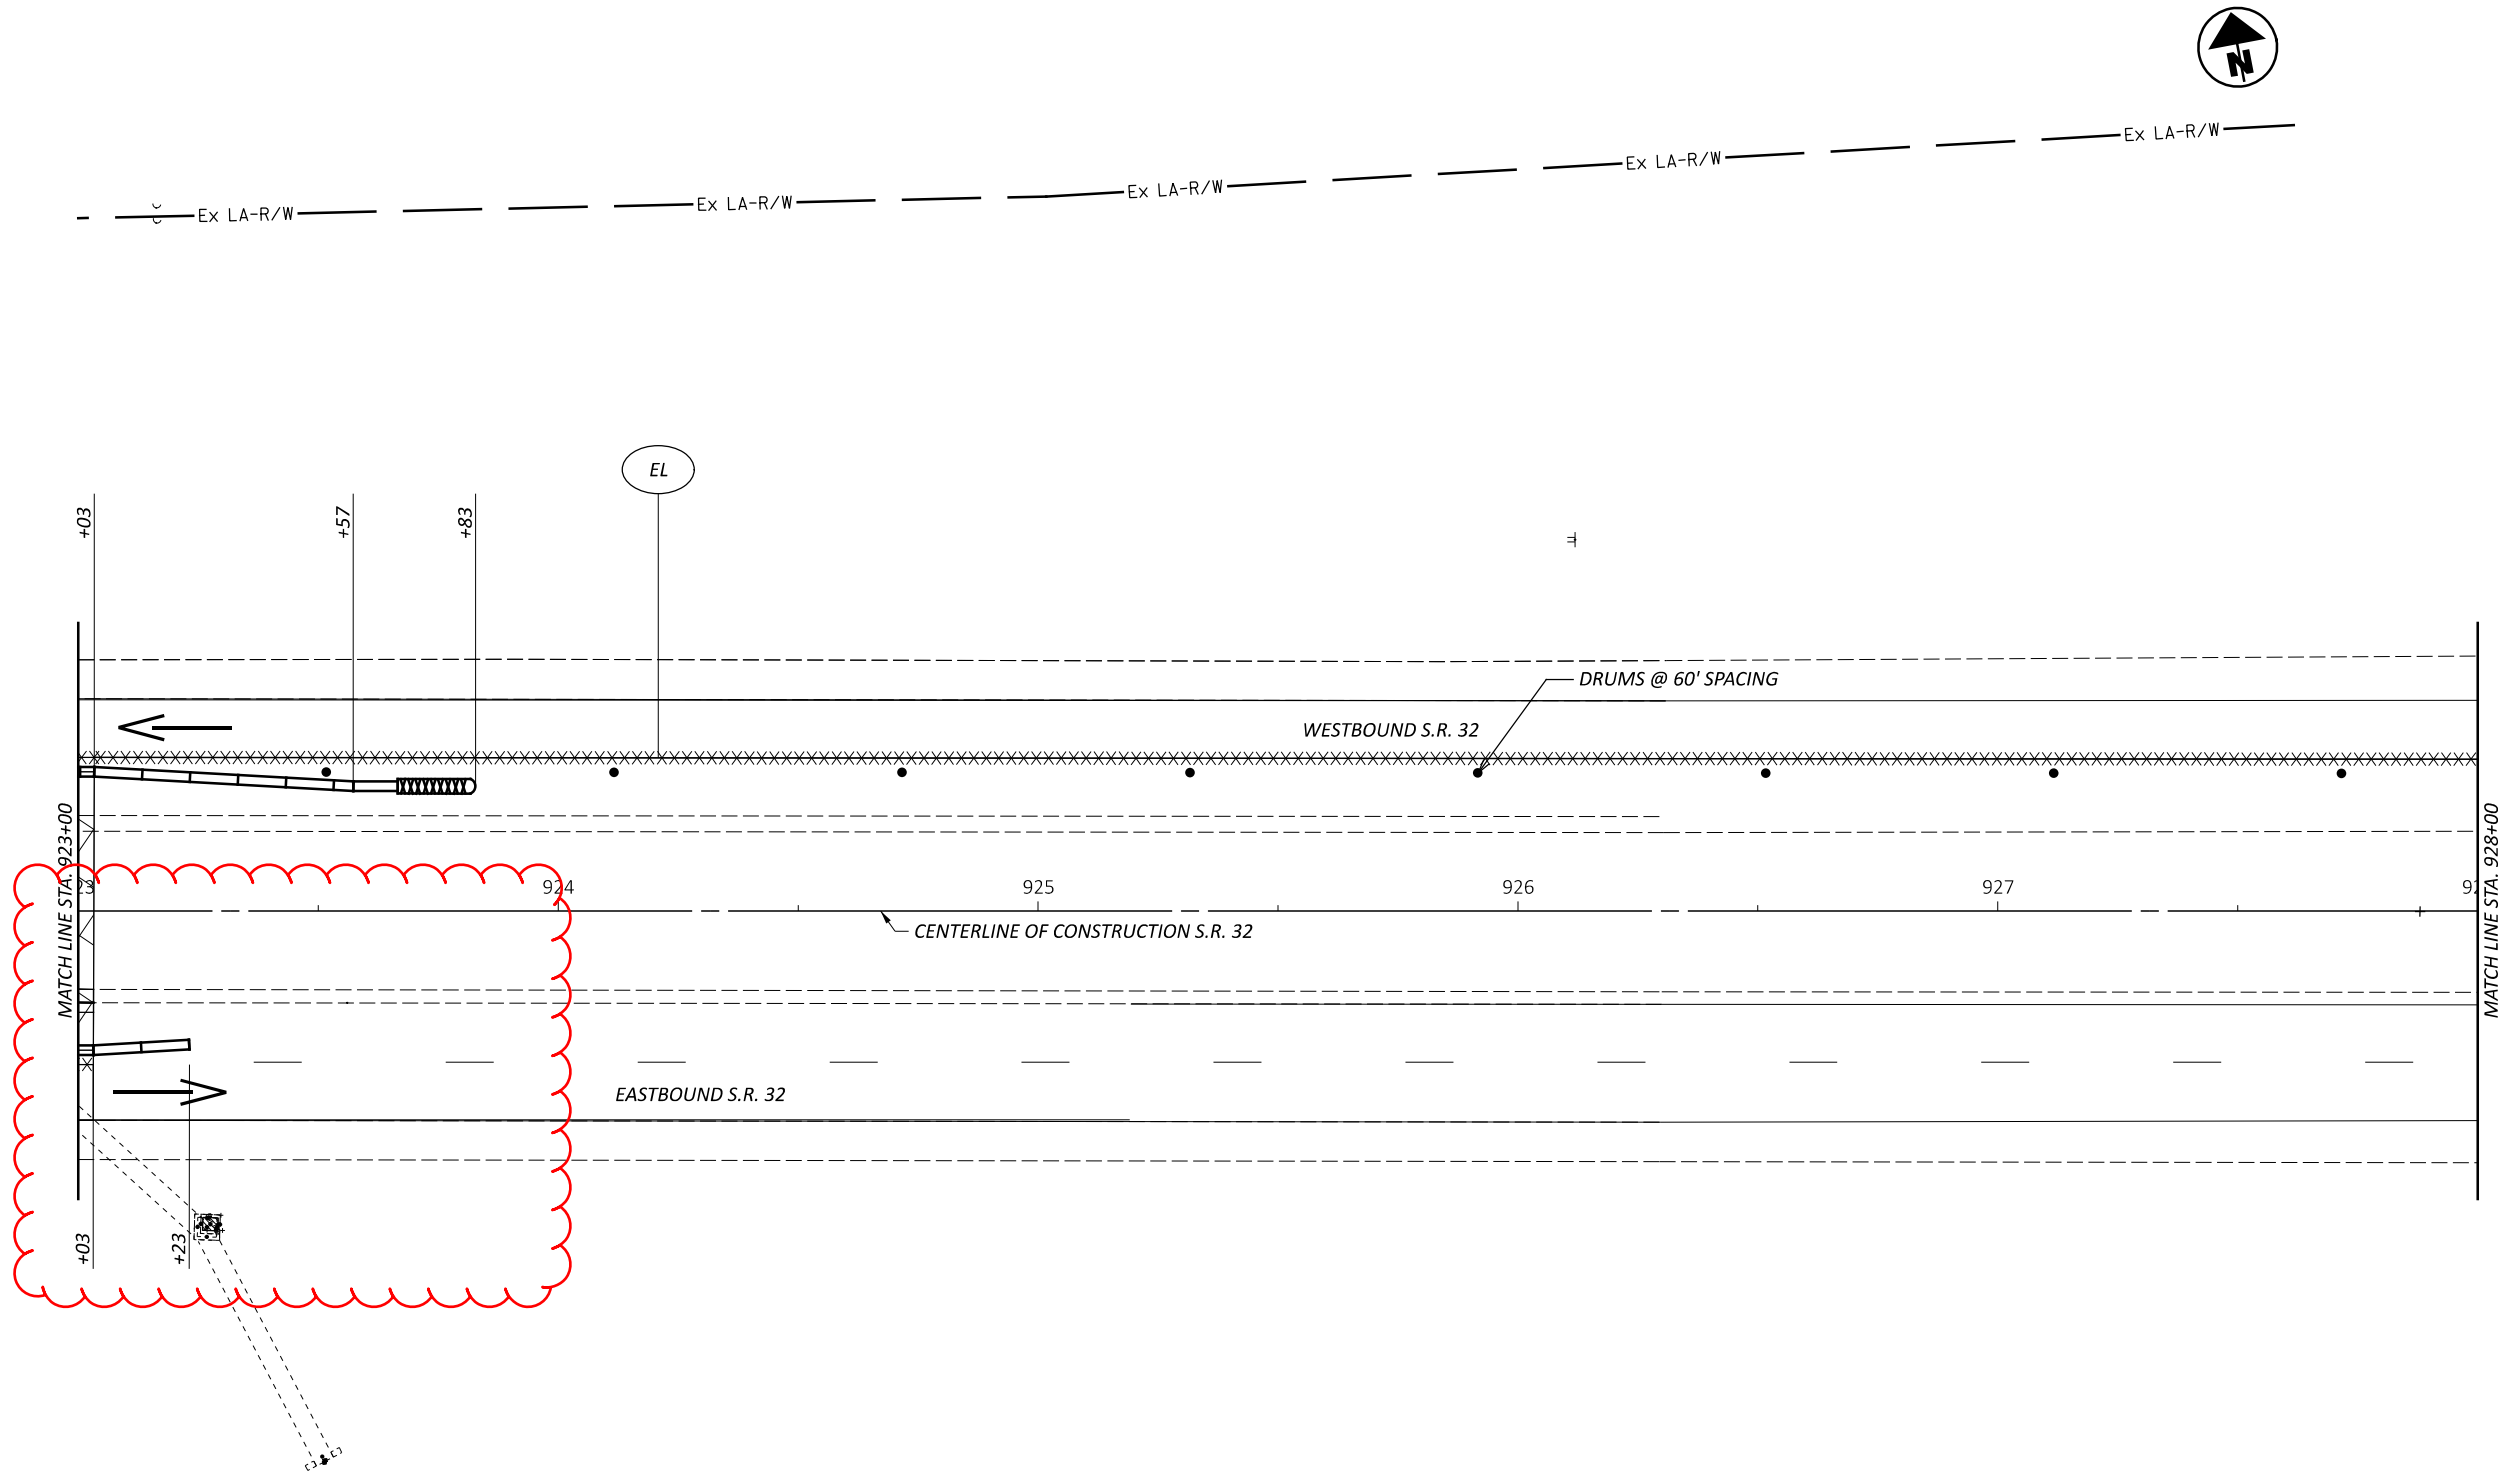 N
Ex LA-R/W
Ex LA-R/W
Ex LA-R/W
Ex LA-R/W
Ex LA-R/W
EL
+03
+57
+83
DRUMS @ 60' SPACING
WESTBOUND S.R. 32
MATCH LINE STA. 923+00
MATCH LINE STA. 928+00
924
925
926
927
CENTERLINE OF CONSTRUCTION S.R. 32
EASTBOUND S.R. 32
+03
+23